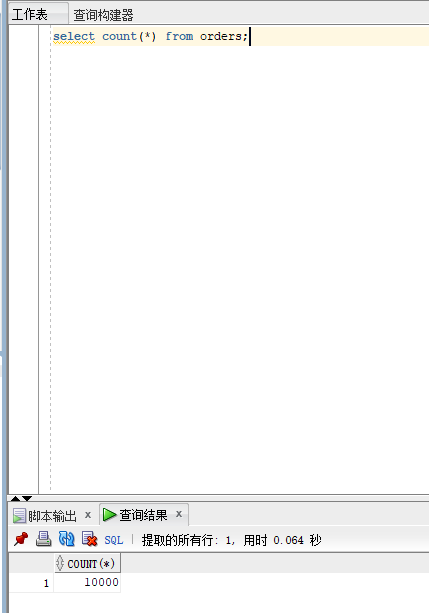 工作表 查询构建器
select count(*) from orders;
脚本输出 x 查询结果 x
SQL | 提取的所有行: 1, 用时 0.064 秒
COUNT(*)
1 10000